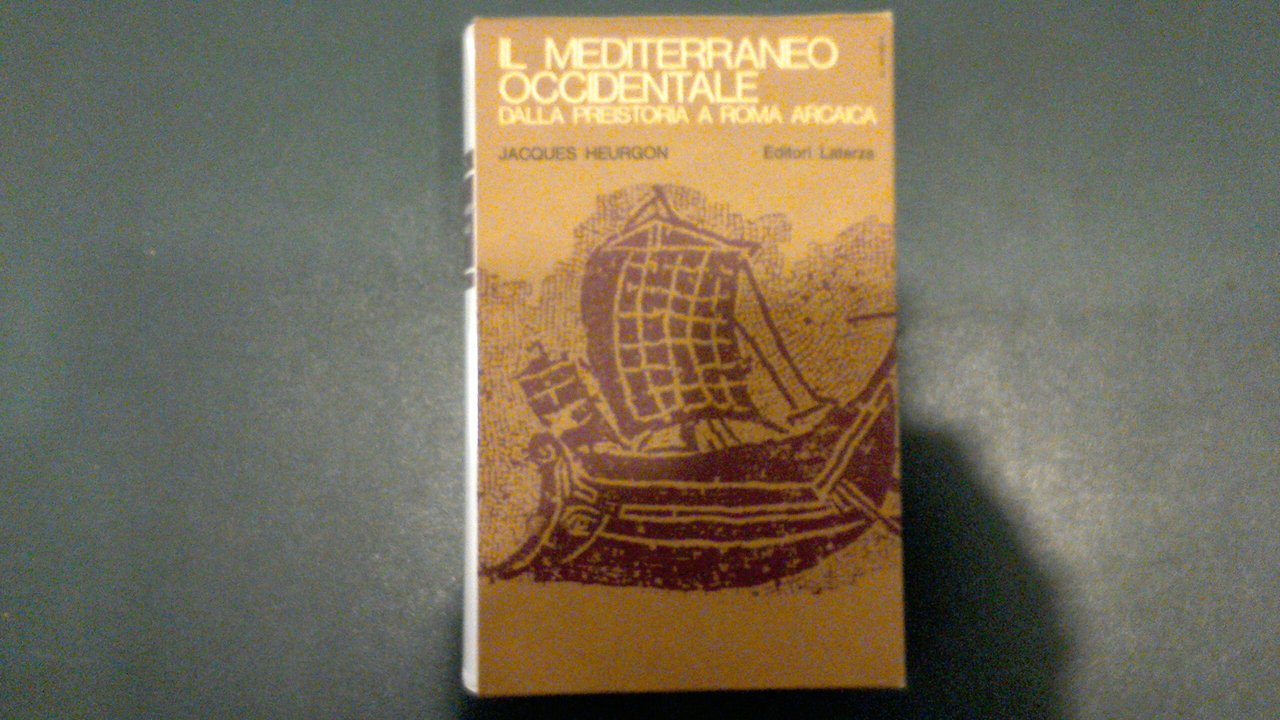 IL MEDITERRANEO
OCCIDENTALE
DALLA PREISTORIA A ROMA ARCAICA
JACQUES HEURGON Editori Laterza